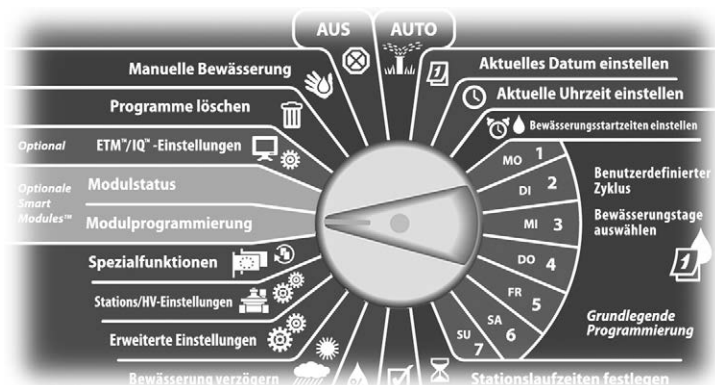 AUS
AUTO
Manuelle Bewässerung
Programme löschen
Optional
ETM™/IQ™ -Einstellungen
Optionale
Smart
Modules™
Modulstatus
Modulprogrammierung
Spezialfunktionen
Stations/HV-Einstellungen
Erweiterte Einstellungen
Bewässerung verzögern
Aktuelles Datum einstellen
Aktuelle Uhrzeit einstellen
Bewässerungsstartzeiten einstellen
MO 1
DI 2
MI 3
DO 4
FR 5
SA 6
SU 7
Benutzerdefinierter
Zyklus
Bewässerungstage
auswählen
1
Grundlegende
Programmierung
Stationslaufzeiten festlegen
1
%